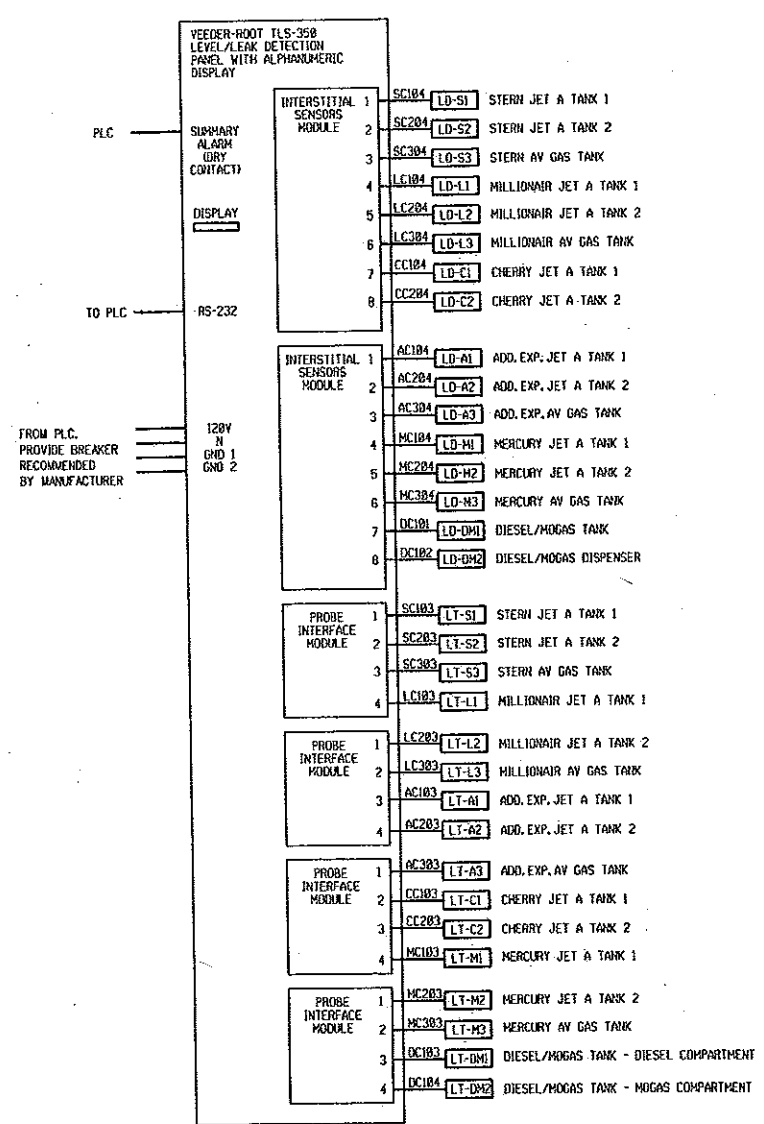 VEEDER-ROOT TLS-350
LEVEL/LEAK DETECTION
PANEL WITH ALPHANUMERIC
DISPLAY
PLC
SUMMARY
ALARM
(DRY
CONTACT)
DISPLAY
TO PLC
RS-232
FROM PLC.
PROVIDE BREAKER
RECOMMENDED
BY MANUFACTURER
120V
N
GND 1
GND 2
INTERSTITIAL
SENSORS
MODULE
1 SC104 LD-S1 STERN JET A TANK 1
2 SC204 LD-S2 STERN JET A TANK 2
3 SC304 LD-S3 STERN AV GAS TANK
4 LC104 LD-L1 MILLIONAIR JET A TANK 1
5 LC204 LD-L2 MILLIONAIR JET A TANK 2
6 LC304 LD-L3 MILLIONAIR AV GAS TANK
7 CC104 LD-C1 CHERRY JET A TANK 1
8 CC204 LD-C2 CHERRY JET A TANK 2
INTERSTITIAL
SENSORS
MODULE
1 AC104 LD-A1 ADD. EXP. JET A TANK 1
2 AC204 LD-A2 ADD. EXP. JET A TANK 2
3 AC304 LD-A3 ADD. EXP. AV GAS TANK
4 MC104 LD-M1 MERCURY JET A TANK 1
5 MC204 LD-M2 MERCURY JET A TANK 2
6 MC304 LD-M3 MERCURY AV GAS TANK
7 DC101 LD-DM1 DIESEL/MOGAS TANK
8 DC102 LD-DM2 DIESEL/MOGAS DISPENSER
PROBE
INTERFACE
MODULE
1 SC103 LT-S1 STERN JET A TANK 1
2 SC203 LT-S2 STERN JET A TANK 2
3 SC303 LT-S3 STERN AV GAS TANK
4 LC103 LT-L1 MILLIONAIR JET A TANK 1
PROBE
INTERFACE
MODULE
1 LC203 LT-L2 MILLIONAIR JET A TANK 2
2 LC303 LT-L3 MILLIONAIR AV GAS TANK
3 AC103 LT-A1 ADD. EXP. JET A TANK 1
4 AC203 LT-A2 ADD. EXP. JET A TANK 2
PROBE
INTERFACE
MODULE
1 AC303 LT-A3 ADD. EXP. AV GAS TANK
2 CC103 LT-C1 CHERRY JET A TANK 1
3 CC203 LT-C2 CHERRY JET A TANK 2
4 MC103 LT-M1 MERCURY JET A TANK 1
PROBE
INTERFACE
MODULE
1 MC203 LT-M2 MERCURY JET A TANK 2
2 MC303 LT-M3 MERCURY AV GAS TANK
3 DC103 LT-DM1 DIESEL/MOGAS TANK - DIESEL COMPARTMENT
4 DC104 LT-DM2 DIESEL/MOGAS TANK - MOGAS COMPARTMENT